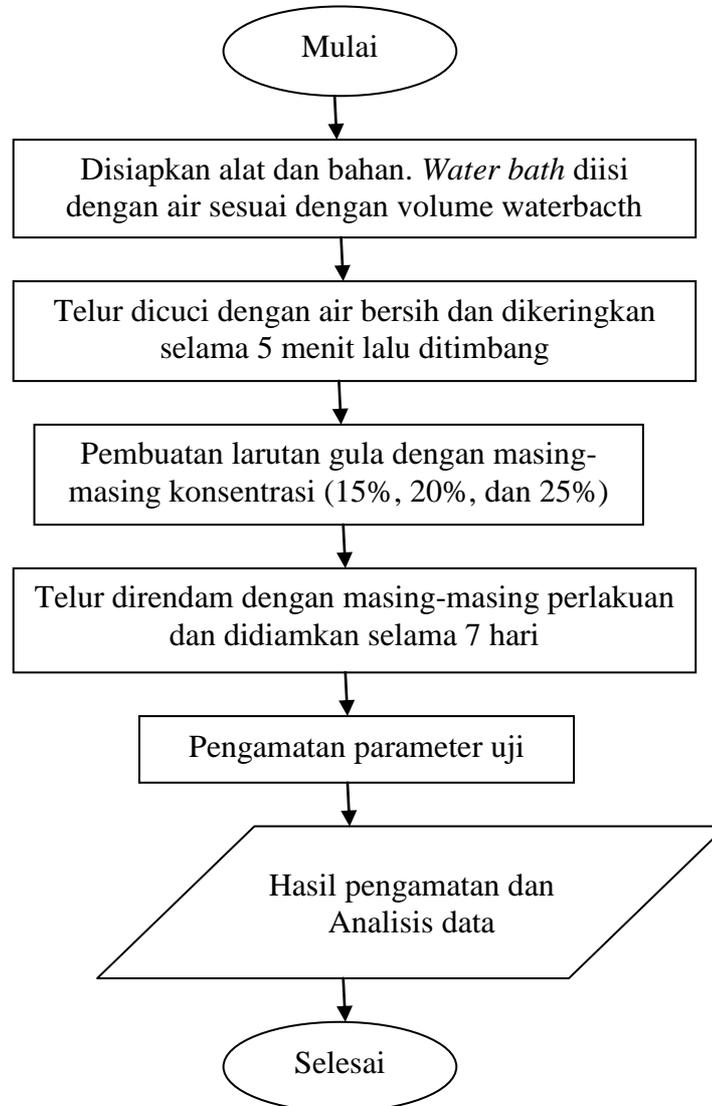 Mulai
Disiapkan alat dan bahan. Water bath diisi
dengan air sesuai dengan volume waterbacth
Telur dicuci dengan air bersih dan dikeringkan
selama 5 menit lalu ditimbang
Pembuatan larutan gula dengan masing-
masing konsentrasi (15%, 20%, dan 25%)
Telur direndam dengan masing-masing perlakuan
dan didiamkan selama 7 hari
Pengamatan parameter uji
Hasil pengamatan dan
Analisis data
Selesai